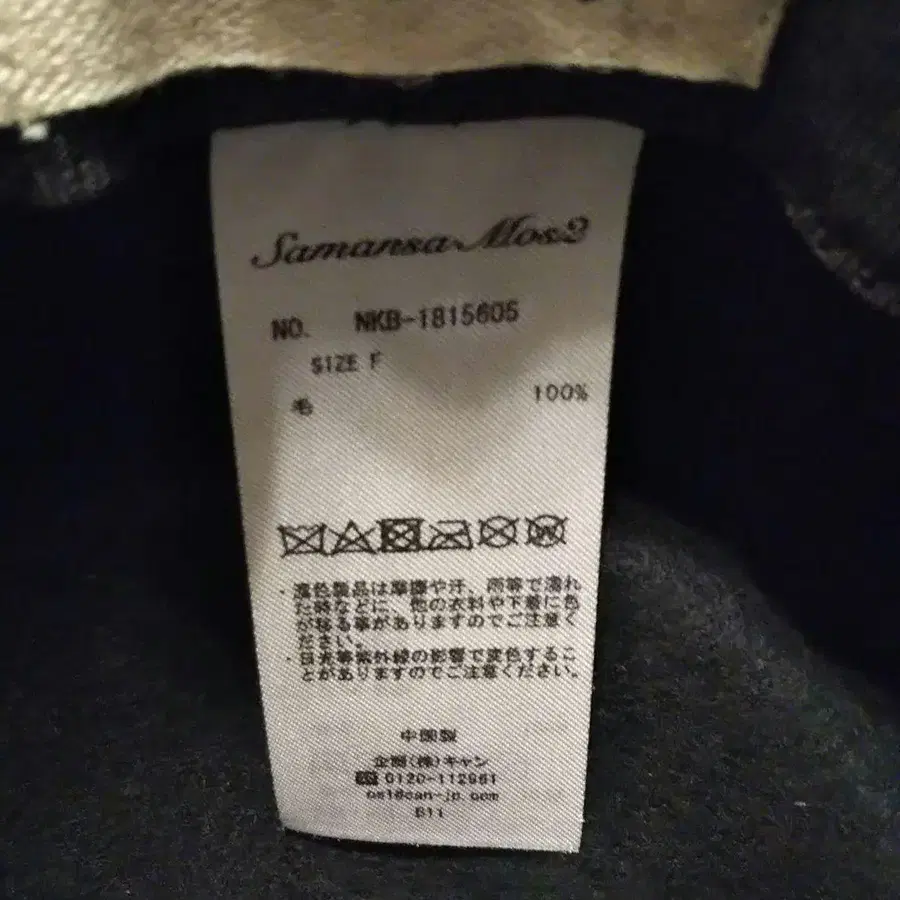 Samansa Mos2
NO. NKB-1815605
SIZE F
毛 100%
・濃色製品は摩擦や汗、雨等で濡れ
た時などに、他の衣料や下着に色
が移る事がありますのでご注意く
ださい。
・日光等紫外線の影響で変色するこ
とがありますのでご注意ください。
中国製
企画(株)キャン
0120-112961
os1@can-jp.com
B11